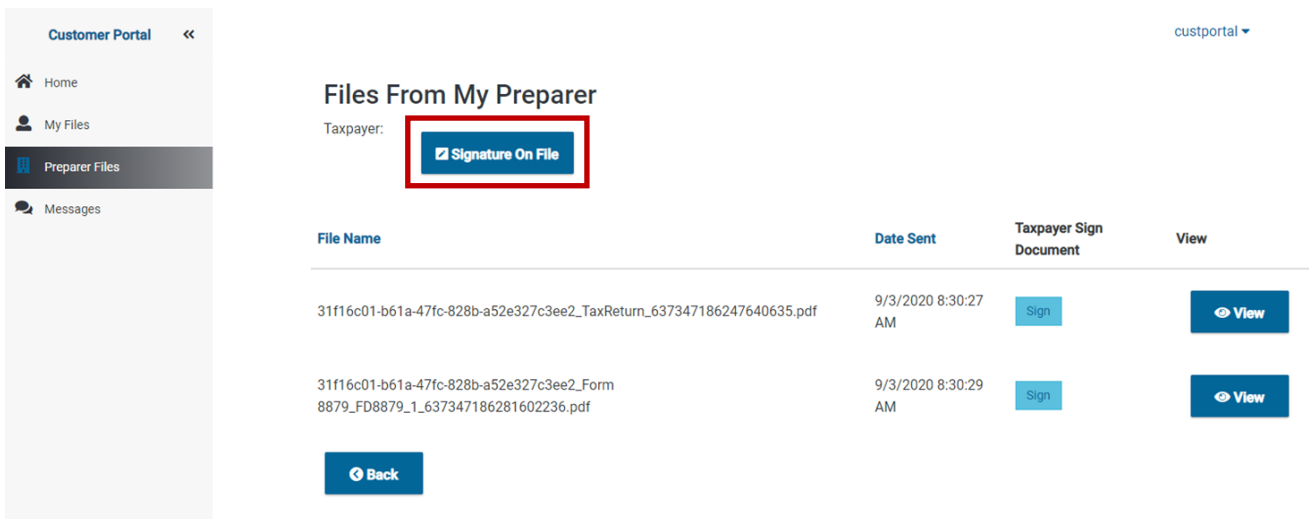 Customer Portal
custportal
Home
My Files
Preparer Files
Messages
Files From My Preparer
Taxpayer:
Signature On File
File Name
Date Sent
Taxpayer Sign
Document
View
31f16c01-b61a-47fc-828b-a52e327c3ee2_TaxReturn_637347186247640635.pdf
9/3/2020 8:30:27
AM
Sign
View
31f16c01-b61a-47fc-828b-a52e327c3ee2_Form
8879_FD8879_1_637347186281602236.pdf
9/3/2020 8:30:29
AM
Sign
View
Back